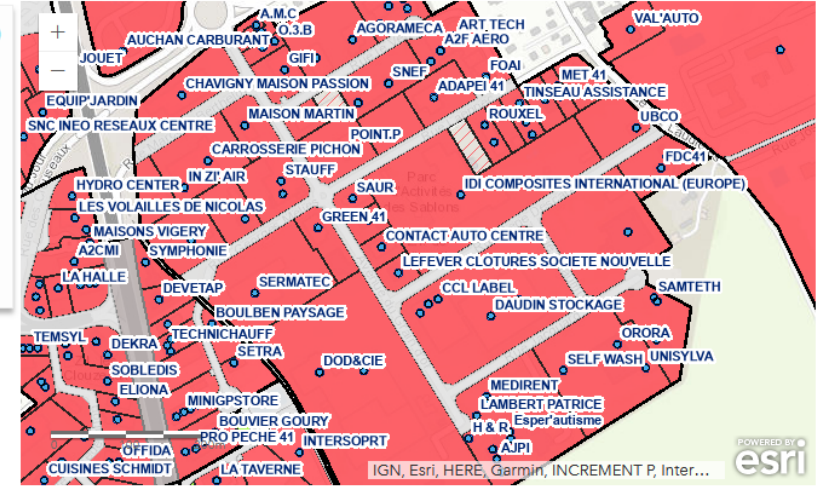 A.M.C
O.3.B
AUCHAN CARBURANT
JOUET
AGORAMECA
ART TECH
A2F AERO
VAL'AUTO
GIFI
SNEF
FOAI
CHAVIGNY MAISON PASSION
ADAPEI 41
MET 41
TINSEAU ASSISTANCE
EQUIP'JARDIN
MAISON MARTIN
ROUXEL
UBCO
SNC INEO RESEAUX CENTRE
POINT.P
CARROSSERIE PICHON
FDC41
HYDRO CENTER
IN ZI' AIR
STAUFF
SAUR
Parc
d'Activités
des Sablons
IDI COMPOSITES INTERNATIONAL (EUROPE)
LES VOLAILLES DE NICOLAS
GREEN 41
MAISONS VIGERY
CONTACT AUTO CENTRE
A2CMI
SYMPHONIE
LEFEVER CLOTURES SOCIETE NOUVELLE
LA HALLE
DEVETAP
SERMATEC
CCL LABEL
SAMTETH
BOULBEN PAYSAGE
DAUDIN STOCKAGE
TEMSYL
DEKRA
TECHNICHAUFF
ORORA
SETRA
DOD&CIE
SELF WASH
UNISYLVA
SOBLEDIS
ELIONA
MINIGPSTORE
MEDIRENT
LAMBERT PATRICE
BOUVIER GOURY
H & R
Esper'autisme
PRO PECHE 41
INTERSOPRT
OFFIDA
AJPI
CUISINES SCHMIDT
LA TAVERNE
IGN, Esri, HERE, Garmin, INCREMENT P, Inter...
POWERED BY
esri